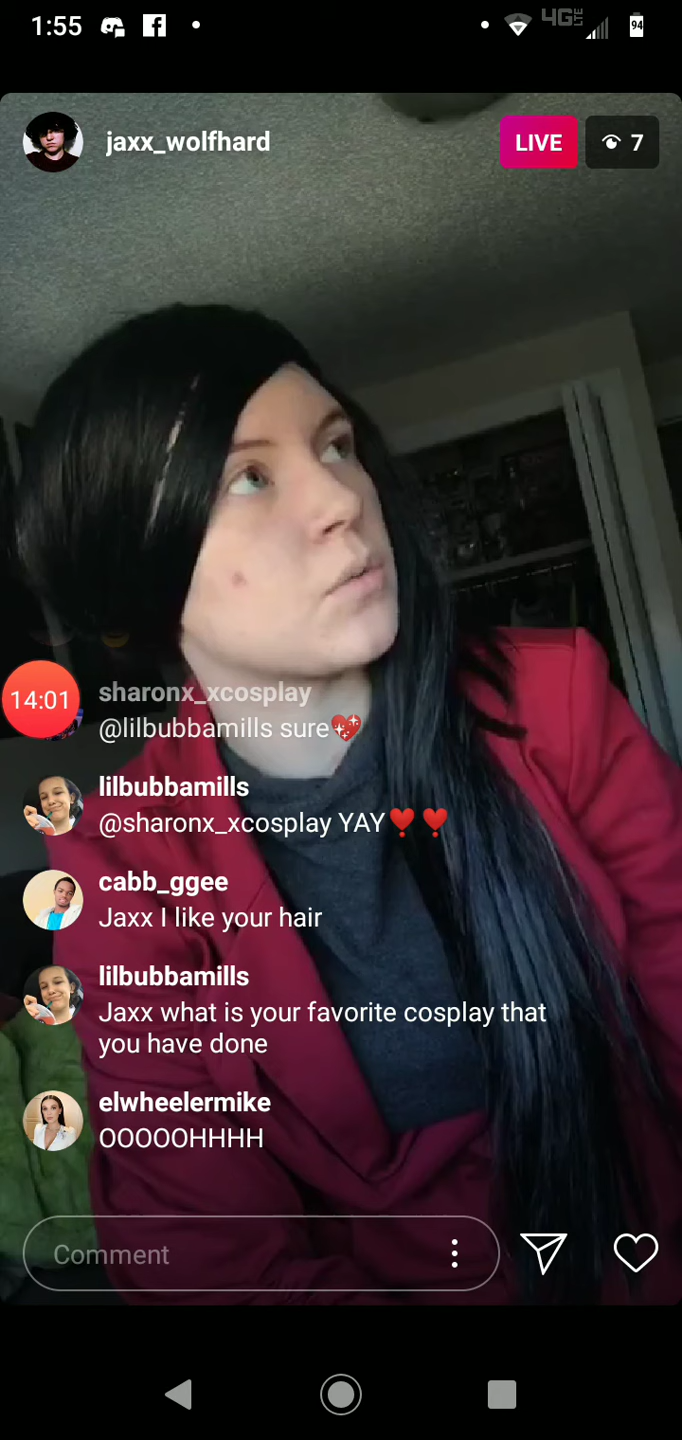 1:55
4G LTE
94
jaxx_wolfhard
LIVE
7
14:01
sharonx_xcosplay
@lilbubbamills sure💖
lilbubbamills
@sharonx_xcosplay YAY❣️❣️
cabb_ggee
Jaxx I like your hair
lilbubbamills
Jaxx what is your favorite cosplay that
you have done
elwheelermike
OOOOOHHHH
Comment